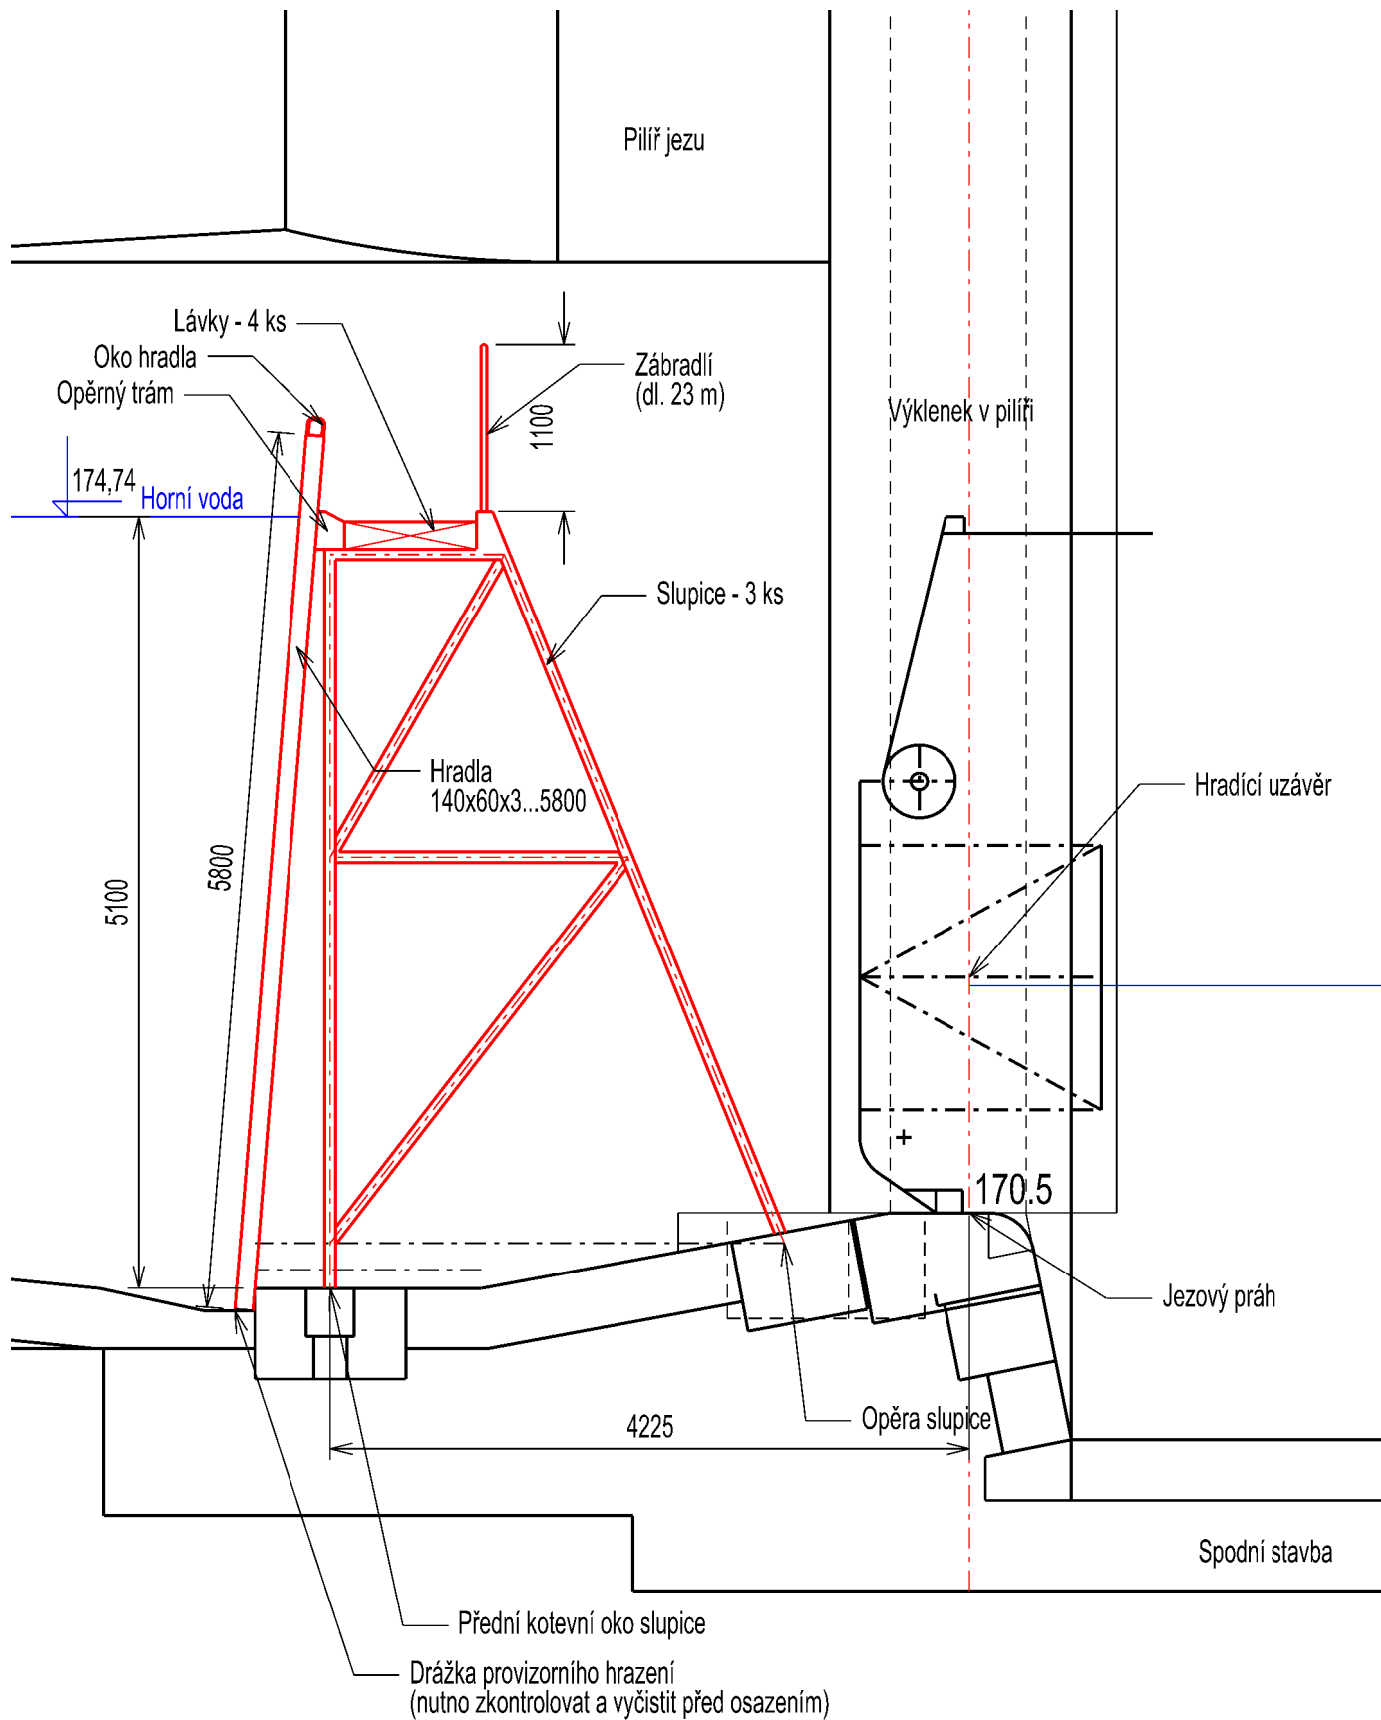 Pilíř jezu
Lávky - 4 ks
Oko hradla
Opěrný trám
Zábradlí
(dl. 23 m)
1100
Výklenek v pilíři
174,74
Horní voda
Slupice - 3 ks
Hradla
140x60x3...5800
Hradící uzávěr
5800
5100
170.5
Jezový práh
Opěra slupice
4225
Spodní stavba
Přední kotevní oko slupice
Drážka provizorního hrazení
(nutno zkontrolovat a vyčistit před osazením)